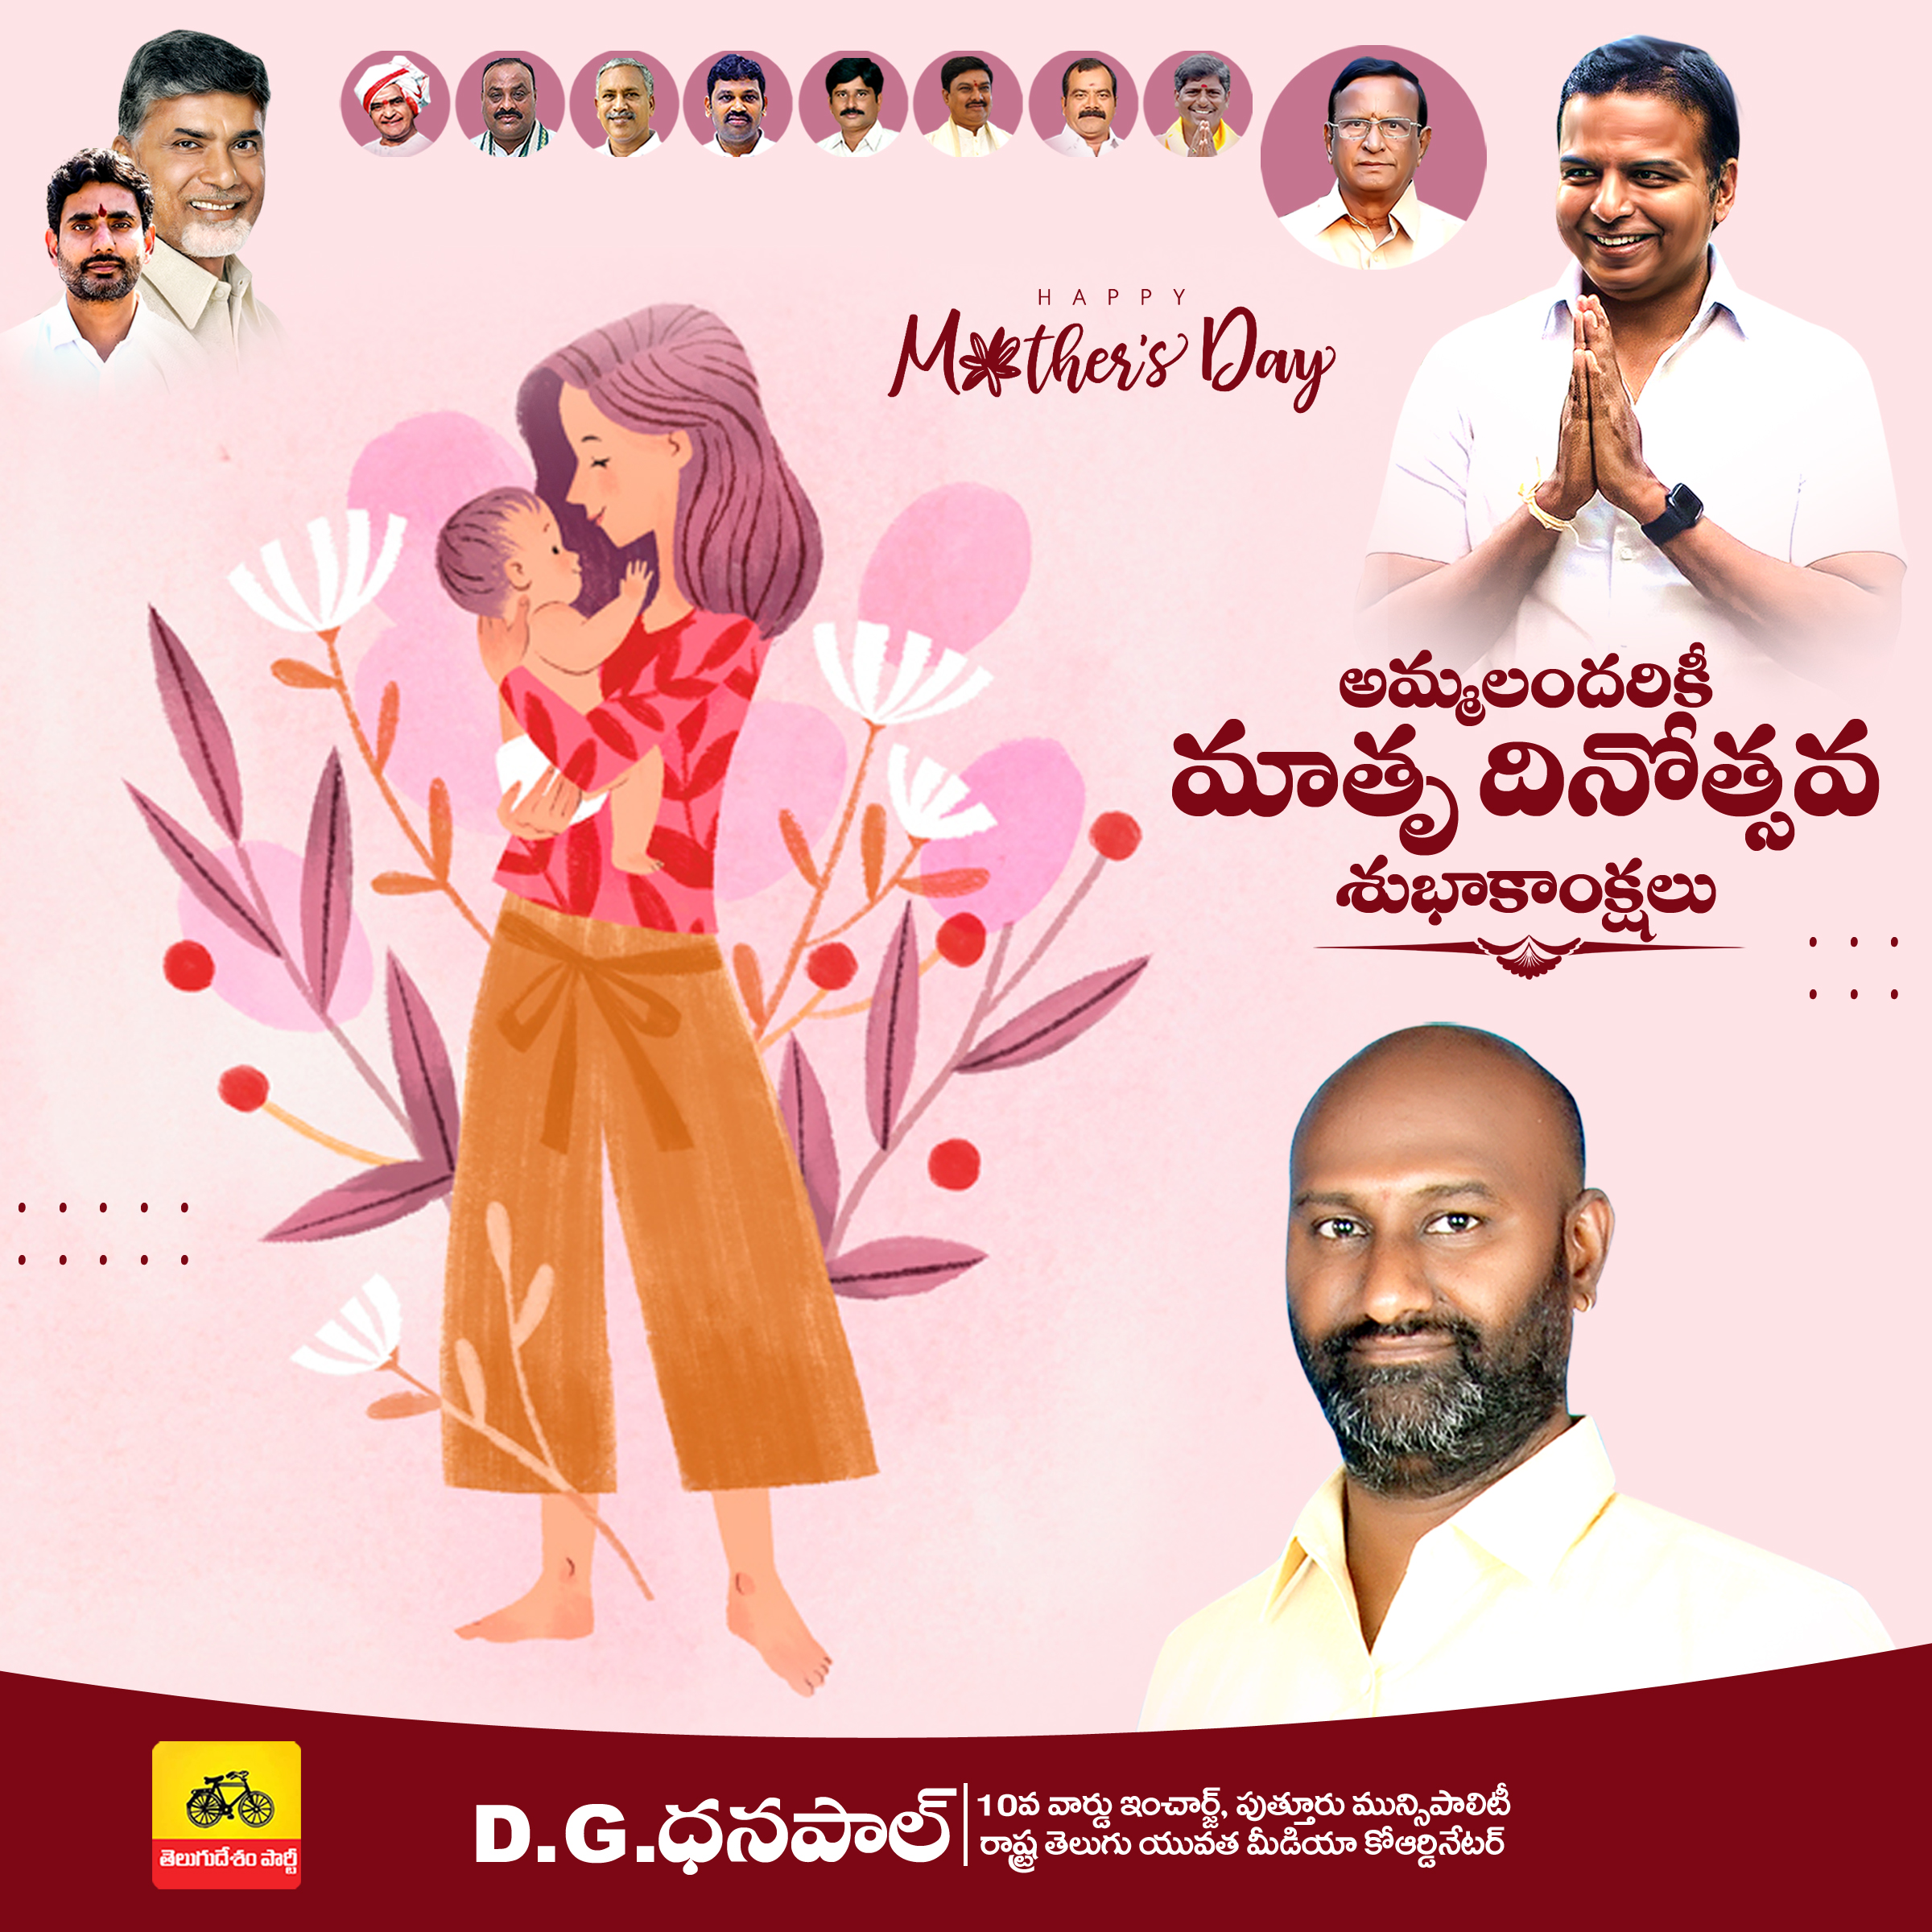 HAPPY
Mother's Day
అమ్మలందరికీ
మాతృ దినోత్సవ
శుభాకాంక్షలు
తెలుగుదేశం పార్టీ
D.G.ధనపాల్
10వ వార్డు ఇంచార్జ్, పుత్తూరు మున్సిపాలిటీ
రాష్ట్ర తెలుగు యువత మీడియా కోఆర్డినేటర్